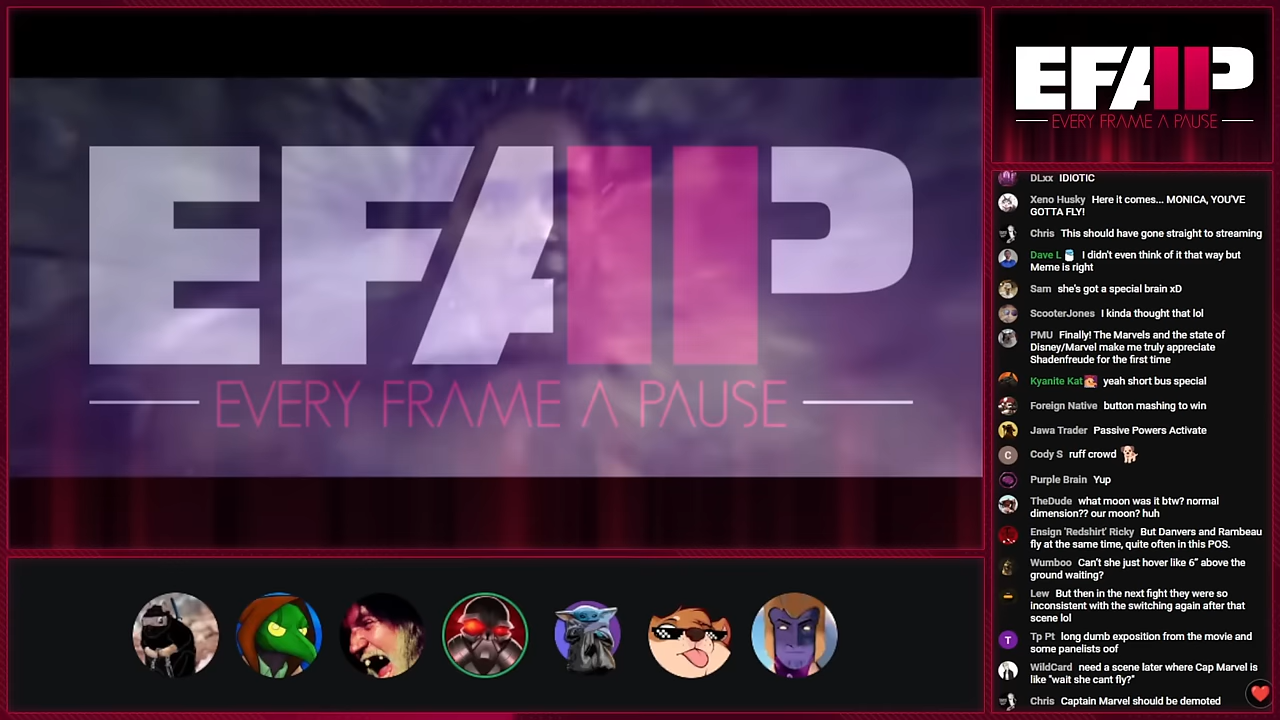 EFAP
EVERY FRAME A PAUSE
EFAP
EVERY FRAME A PAUSE
DLxx IDIOTIC
Xeno Husky Here it comes... MONICA, YOU'VE
GOTTA FLY!
Chris This should have gone straight to streaming
Dave L I didn't even think of it that way but
Meme is right
Sam she's got a special brain xD
ScooterJones I kinda thought that lol
PMU Finally! The Marvels and the state of
Disney/Marvel make me truly appreciate
Shadenfreude for the first time
Kyanite Kat yeah short bus special
Foreign Native button mashing to win
Jawa Trader Passive Powers Activate
C
Cody S ruff crowd
Purple Brain Yup
TheDude what moon was it btw? normal
dimension?? our moon? huh
Ensign 'Redshirt' Ricky But Danvers and Rambeau
fly at the same time, quite often in this POS.
Wumboo Can't she just hover like 6” above the
ground waiting?
Lew But then in the next fight they were so
inconsistent with the switching again after that
scene lol
T
Tp Pt long dumb exposition from the movie and
some panelists oof
WildCard need a scene later where Cap Marvel is
like "wait she cant fly?"
Chris Captain Marvel should be demoted